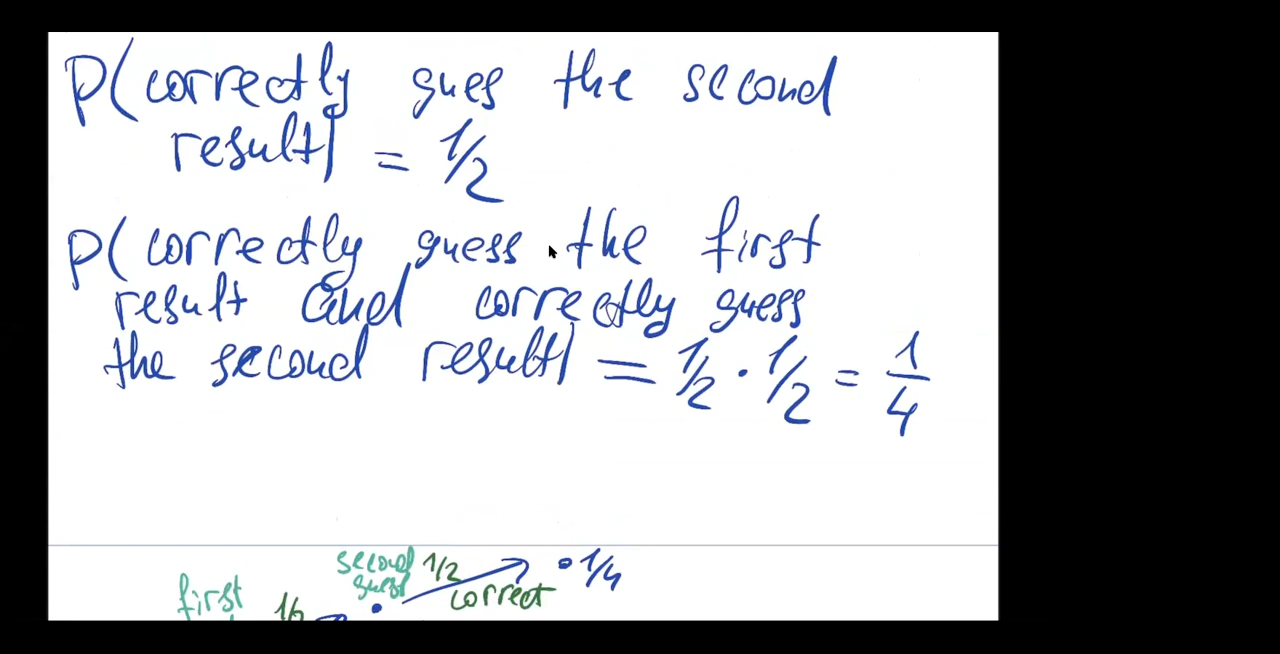 P(correctly gues the second
result) = 1/2
P(correctly guess the first
result and correctly guess
the second result) = 1/2 · 1/2 = 1/4
second 1/2 · 1/4
guess correct
first